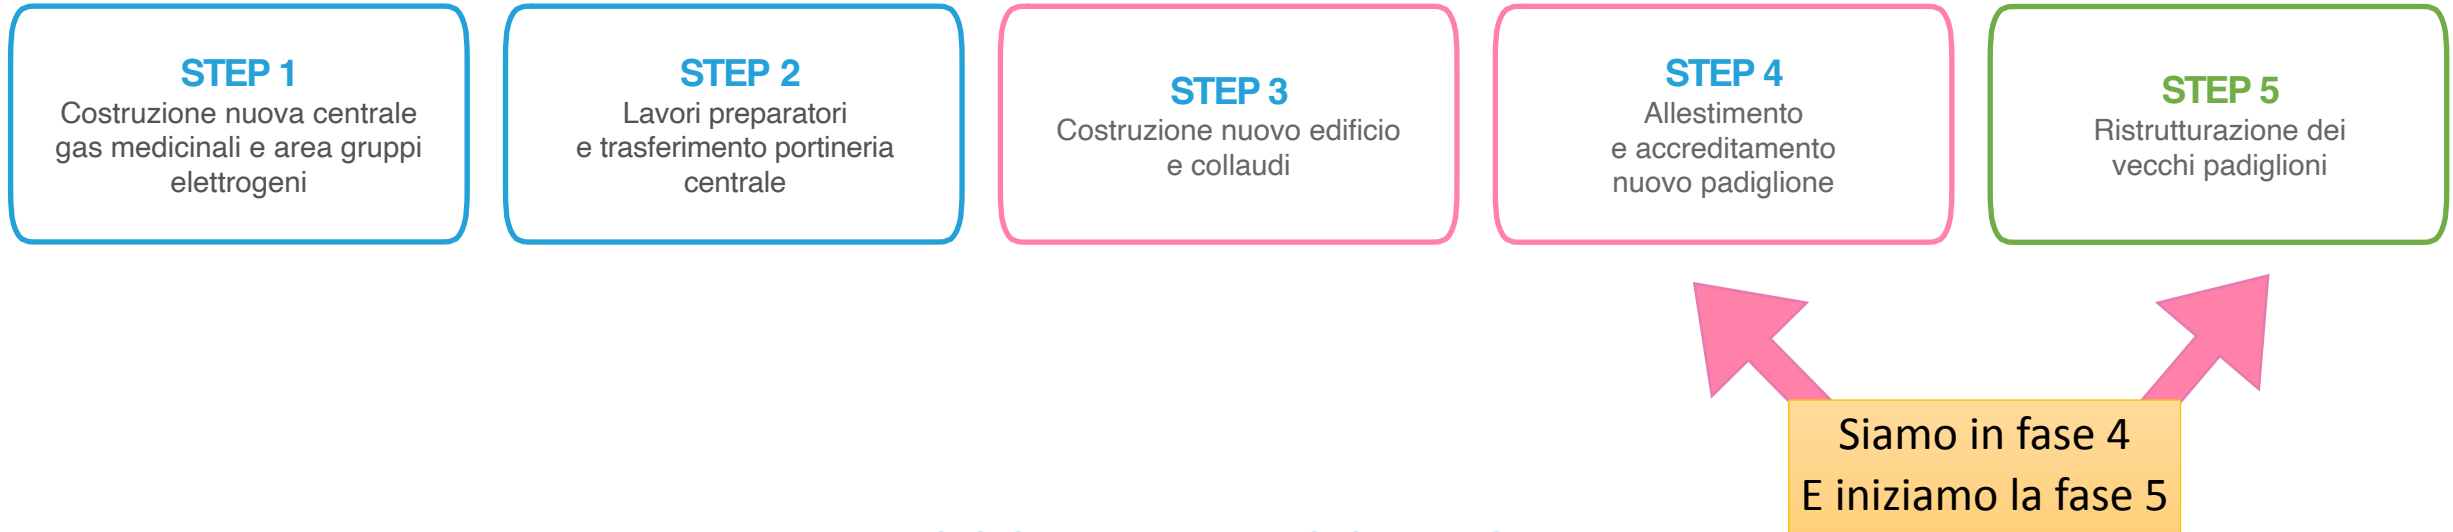 STEP 1
Costruzione nuova centrale
gas medicinali e area gruppi
elettrogeni
STEP 2
Lavori preparatori
e trasferimento portineria
centrale
STEP 3
Costruzione nuovo edificio
e collaudi
STEP 4
Allestimento
e accreditamento
nuovo padiglione
STEP 5
Ristrutturazione dei
vecchi padiglioni
Siamo in fase 4
E iniziamo la fase 5